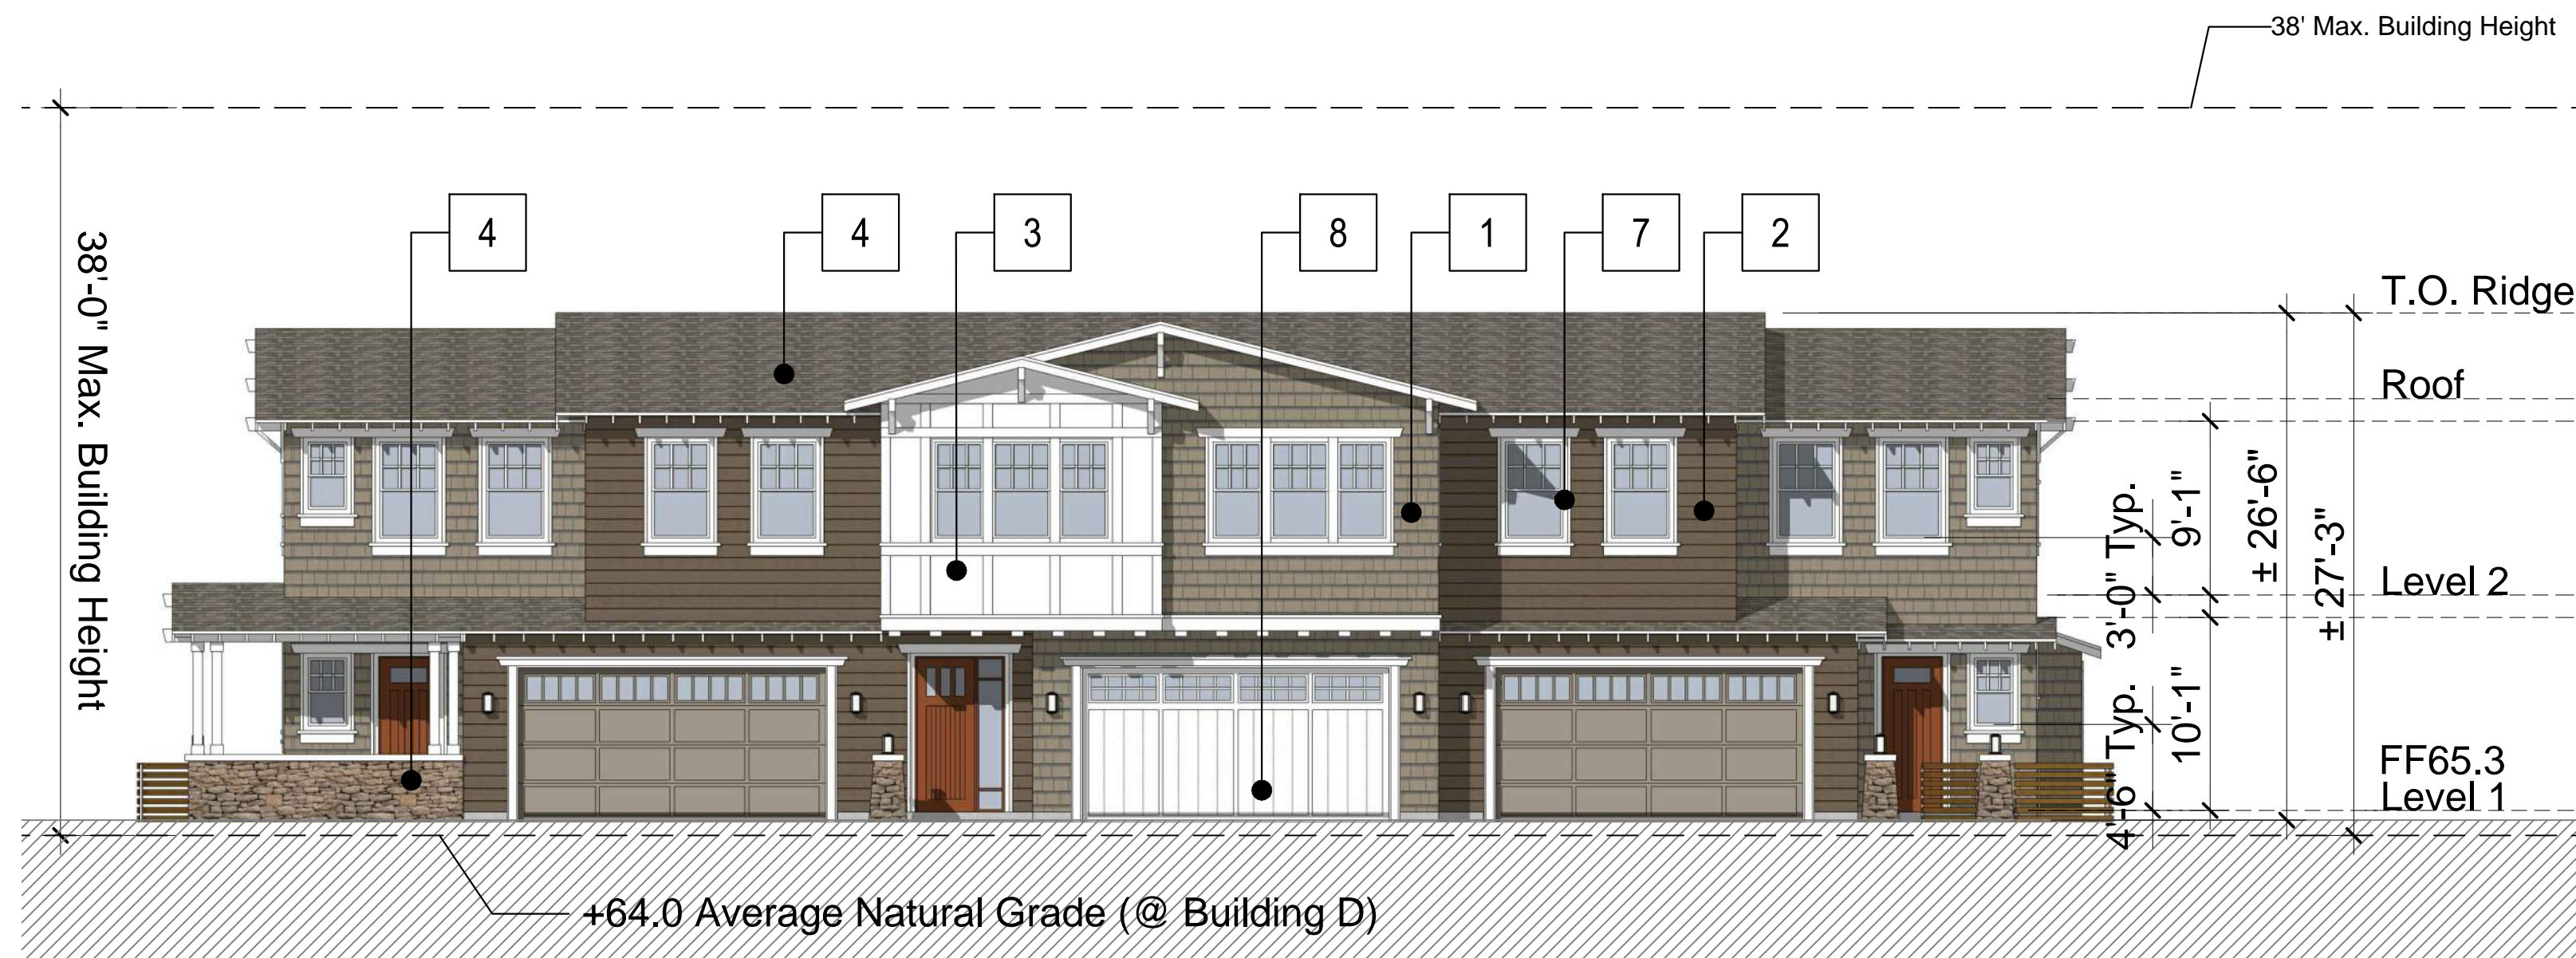 38' Max. Building Height
4
4
3
8
1
7
2
38'-0" Max. Building Height
T.O. Ridge
Roof
Level 2
FF65.3
Level 1
3'-0" Typ.
9'-1"
4'-6" Typ.
10'-1"
± 26'-6"
± 27'-3"
+64.0 Average Natural Grade (@ Building D)